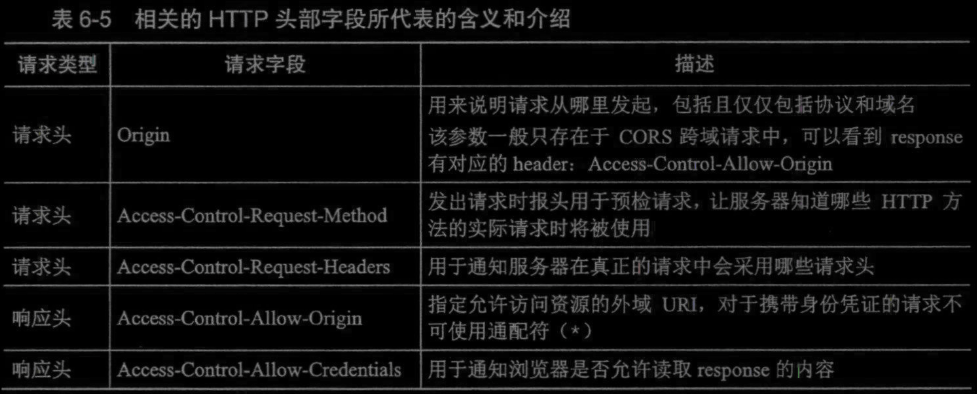 表 6-5 相关的 HTTP 头部字段所代表的含义和介绍
请求类型 请求字段 描述
请求头 Origin 用来说明请求从哪里发起，包括且仅仅包括协议和域名
该参数一般只存在于 CORS 跨域请求中，可以看到 response
有对应的 header：Access-Control-Allow-Origin
请求头 Access-Control-Request-Method 发出请求时报头用于预检请求，让服务器知道哪些 HTTP 方
法的实际请求时将被使用
请求头 Access-Control-Request-Headers 用于通知服务器在真正的请求中会采用哪些请求头
响应头 Access-Control-Allow-Origin 指定允许访问资源的外域 URI，对于携带身份凭证的请求不
可使用通配符（*）
响应头 Access-Control-Allow-Credentials 用于通知浏览器是否允许读取 response 的内容